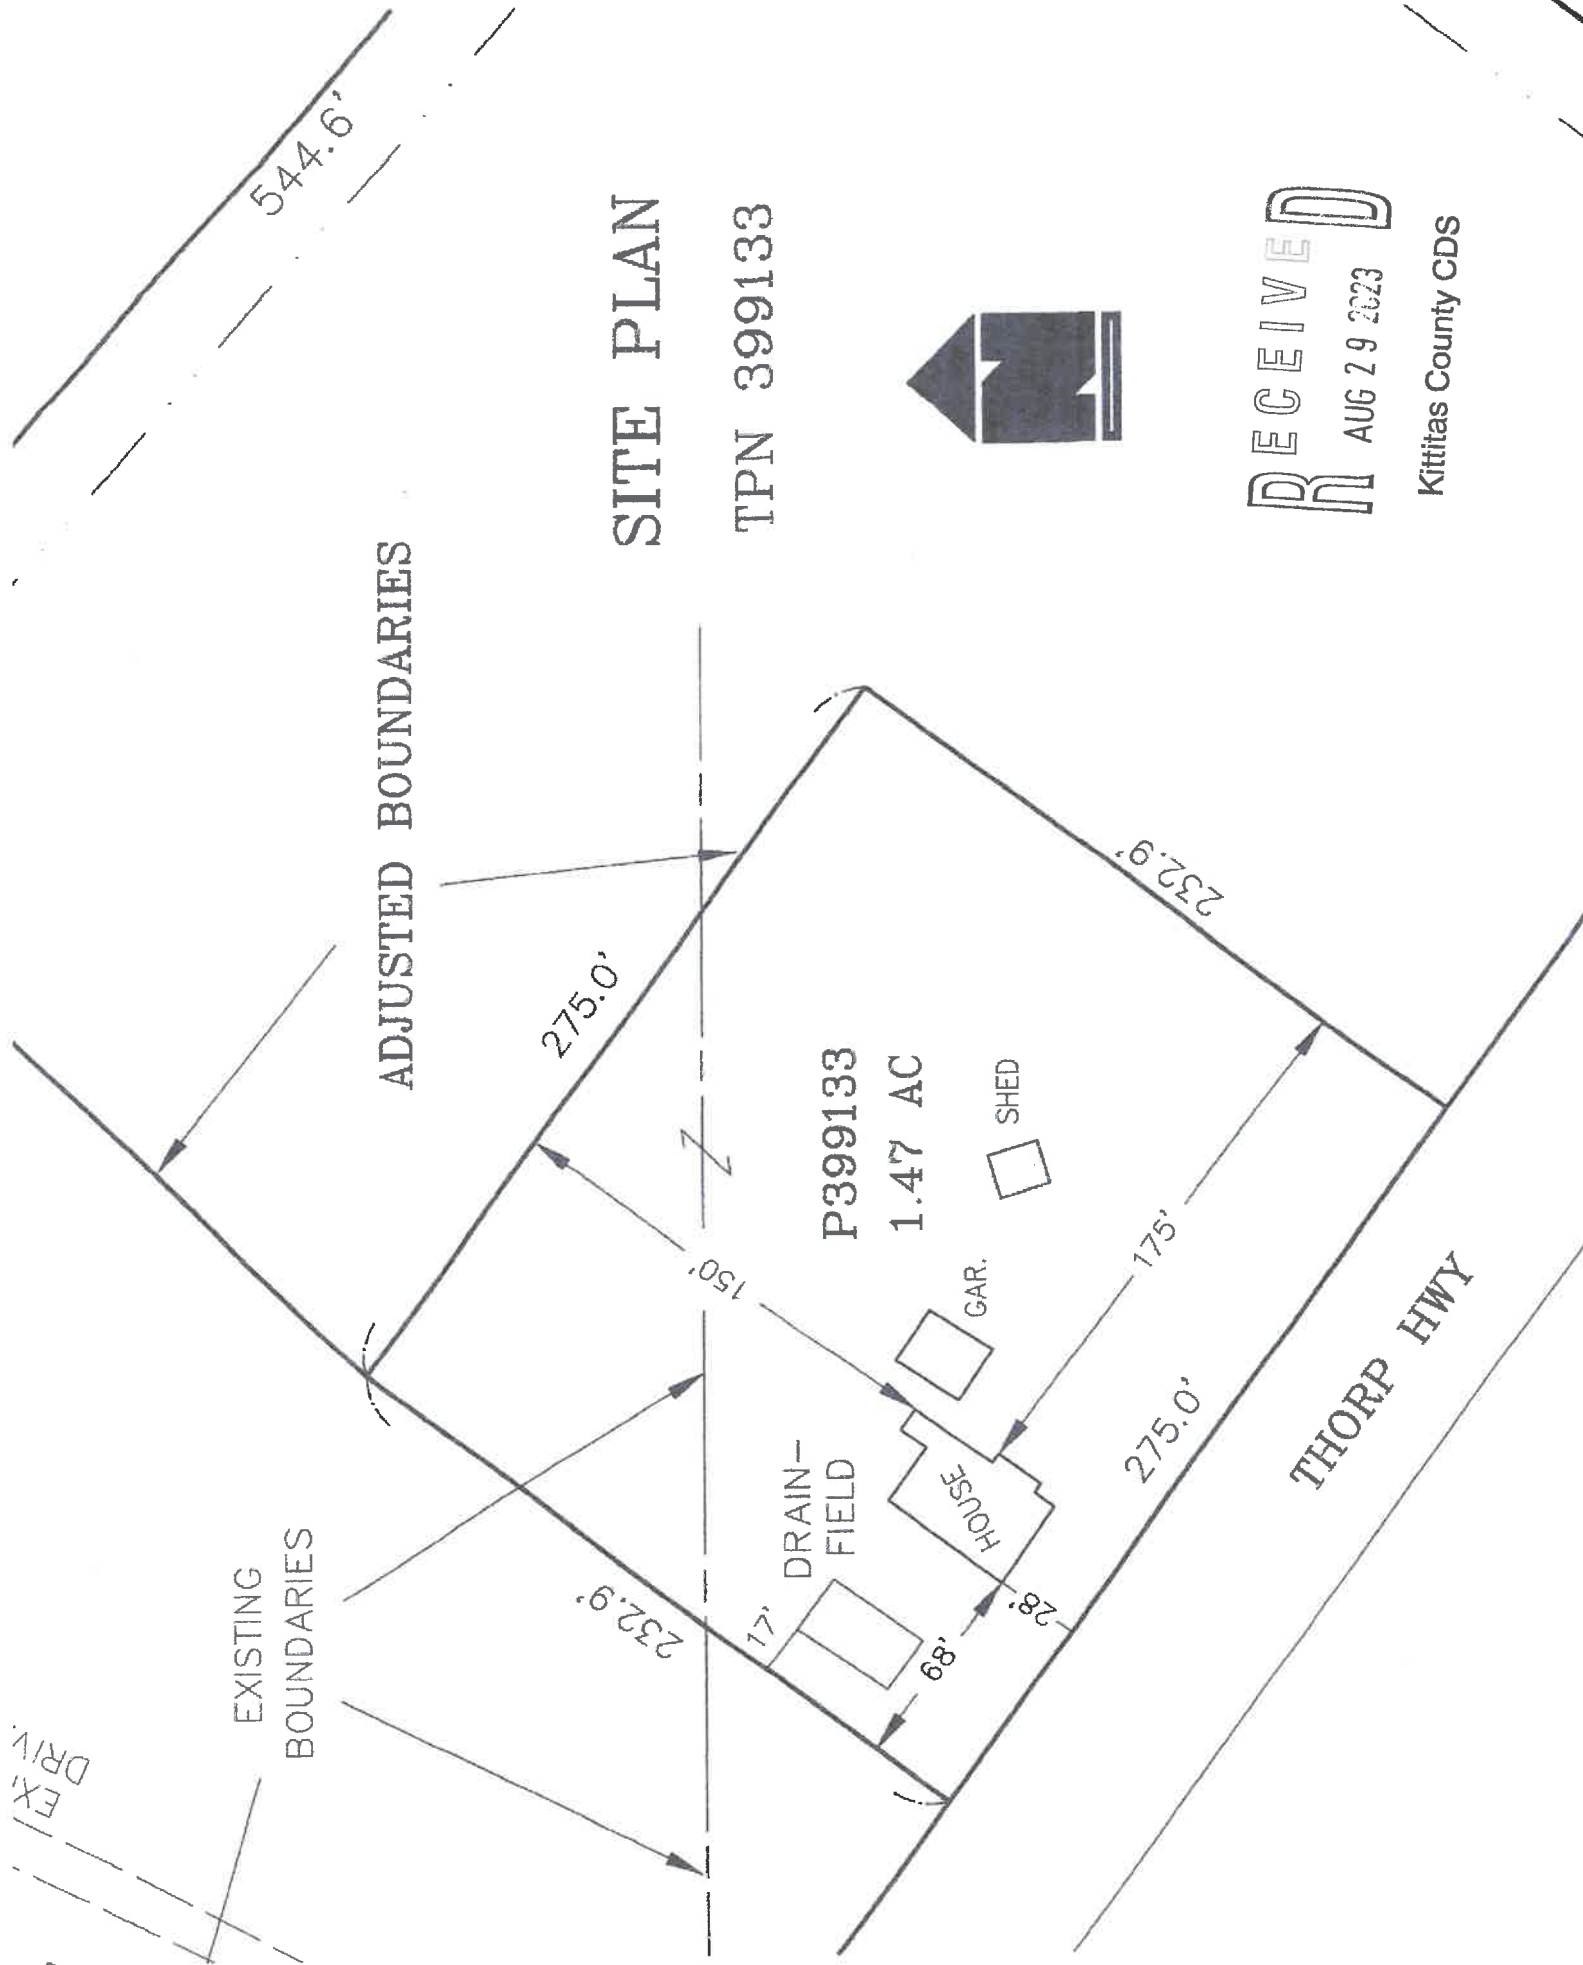 SITE PLAN
TPN 399133
544.6'
ADJUSTED BOUNDARIES
275.0'
232.9'
150'
Z
P399133
1.47 AC
SHED
GAR.
175'
HOUSE
DRAIN-
FIELD
17'
68'
28'
232.9'
275.0'
THORP HWY
EXISTING
BOUNDARIES
EX.
DRIV.
N
RECEIVED
AUG 29 2023
Kittitas County CDS